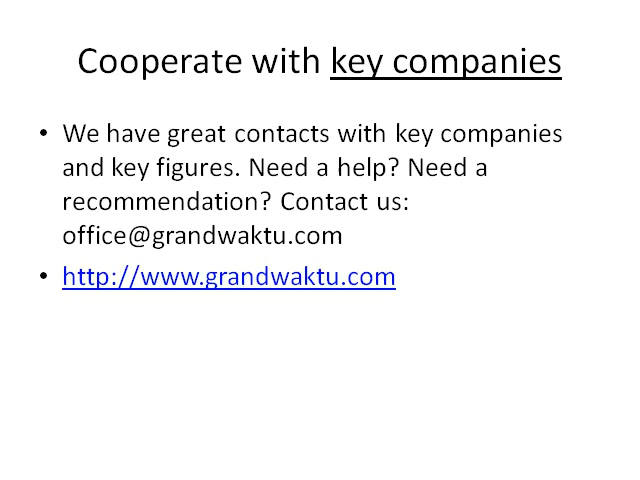 Cooperate with key companies
• We have great contacts with key companies
and key figures. Need a help? Need a
recommendation? Contact us:
office@grandwaktu.com
• http://www.grandwaktu.com